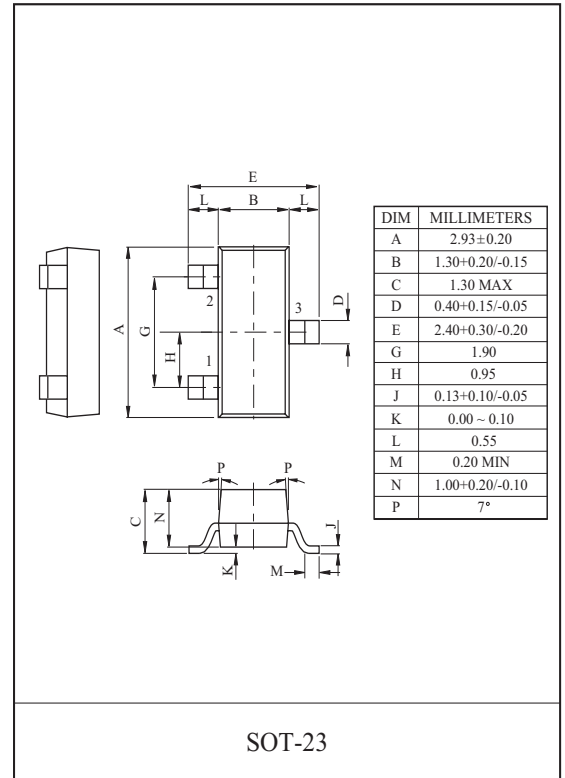 E
L B L
A
G
H
2
1
3
D
P P
C
N
K
M
J
DIM MILLIMETERS
A 2.93±0.20
B 1.30+0.20/-0.15
C 1.30 MAX
D 0.40+0.15/-0.05
E 2.40+0.30/-0.20
G 1.90
H 0.95
J 0.13+0.10/-0.05
K 0.00 ~ 0.10
L 0.55
M 0.20 MIN
N 1.00+0.20/-0.10
P 7°
SOT-23